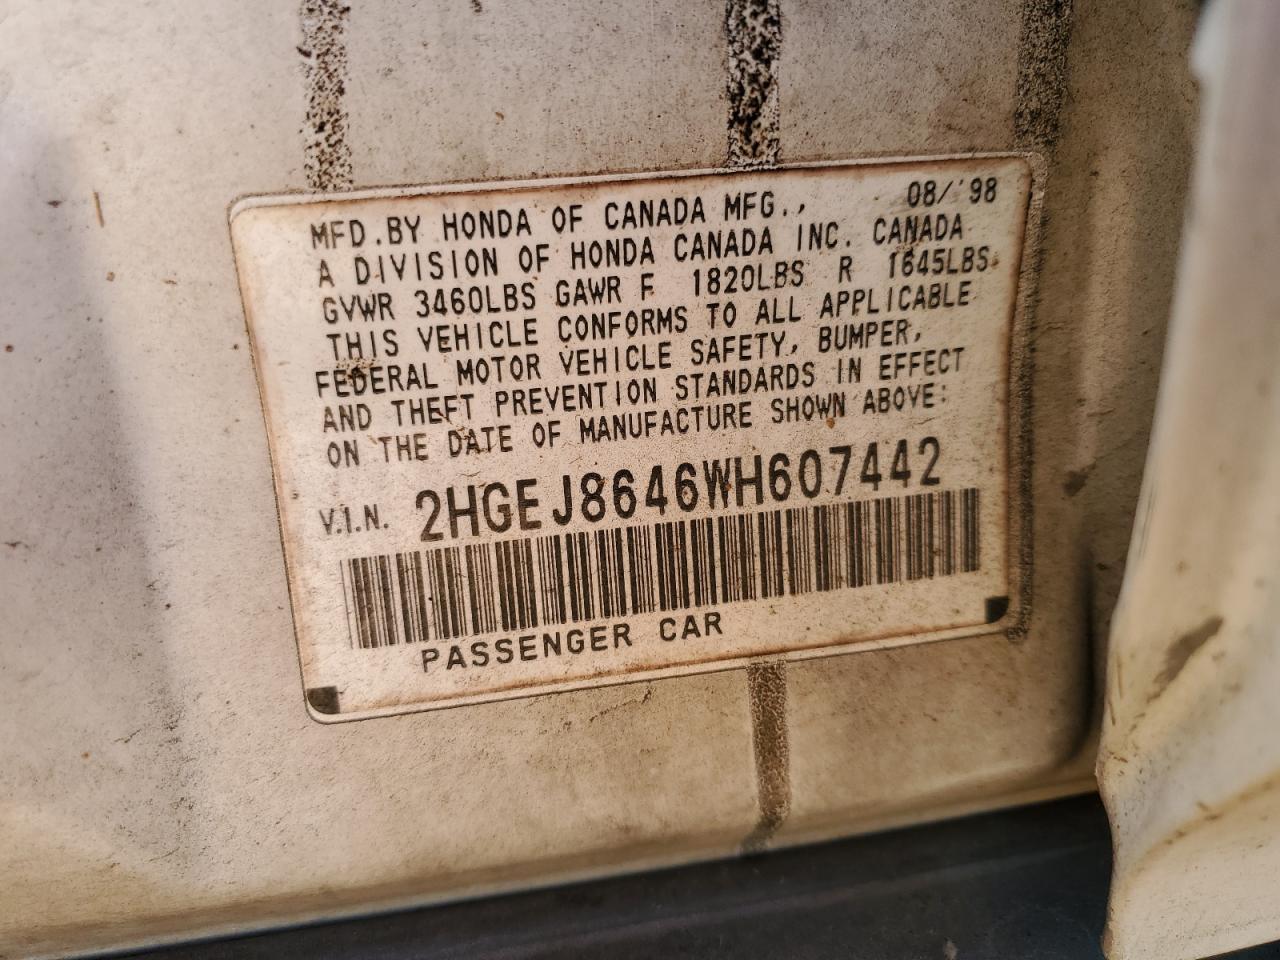 MFD.BY HONDA OF CANADA MFG., 08/'98
A DIVISION OF HONDA CANADA INC. CANADA
GVWR 3460LBS GAWR F 1820LBS R 1645LBS
THIS VEHICLE CONFORMS TO ALL APPLICABLE
FEDERAL MOTOR VEHICLE SAFETY, BUMPER,
AND THEFT PREVENTION STANDARDS IN EFFECT
ON THE DATE OF MANUFACTURE SHOWN ABOVE:
V.I.N. 2HGEJ8646WH607442
PASSENGER CAR